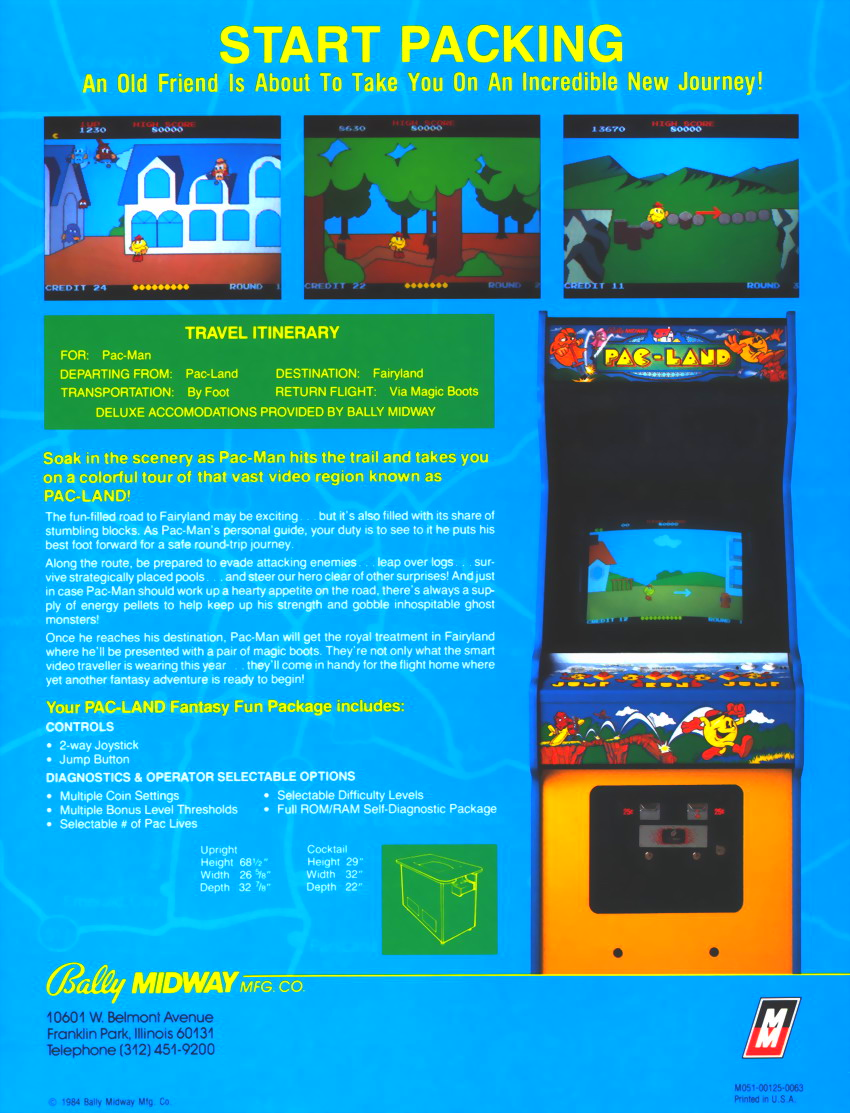 START PACKING
An Old Friend Is About To Take You On An Incredible New Journey!
1UP HIGH SCORE
1230 80000
CREDIT 24 ROUND 1
HIGH SCORE
8630 80000
CREDIT 22 ROUND 2
HIGH SCORE
13670 80000
CREDIT 11 ROUND 3
TRAVEL ITINERARY
FOR: Pac-Man
DEPARTING FROM: Pac-Land DESTINATION: Fairyland
TRANSPORTATION: By Foot RETURN FLIGHT: Via Magic Boots
DELUXE ACCOMODATIONS PROVIDED BY BALLY MIDWAY
Soak in the scenery as Pac-Man hits the trail and takes you
on a colorful tour of that vast video region known as
PAC-LAND!
The fun-filled road to Fairyland may be exciting . . . but it's also filled with its share of
stumbling blocks. As Pac-Man's personal guide, your duty is to see to it he puts his
best foot forward for a safe round-trip journey.
Along the route, be prepared to evade attacking enemies . . . leap over logs . . . sur-
vive strategically placed pools . . . and steer our hero clear of other surprises! And just
in case Pac-Man should work up a hearty appetite on the road, there's always a sup-
ply of energy pellets to help keep up his strength and gobble inhospitable ghost
monsters!
Once he reaches his destination, Pac-Man will get the royal treatment in Fairyland
where he'll be presented with a pair of magic boots. They're not only what the smart
video traveller is wearing this year . . . they'll come in handy for the flight home where
yet another fantasy adventure is ready to begin!
Your PAC-LAND Fantasy Fun Package includes:
CONTROLS
• 2-way Joystick
• Jump Button
DIAGNOSTICS & OPERATOR SELECTABLE OPTIONS
• Multiple Coin Settings
• Multiple Bonus Level Thresholds
• Selectable # of Pac Lives
• Selectable Difficulty Levels
• Full ROM/RAM Self-Diagnostic Package
Upright
Height 68½"
Width 26 ⅝"
Depth 32 ⅞"
Cocktail
Height 29"
Width 32"
Depth 22"
PAC-LAND
CREDIT 12
JUMP RUN JUMP
Bally MIDWAY MFG. CO.
10601 W. Belmont Avenue
Franklin Park, Illinois 60131
Telephone (312) 451-9200
MM
© 1984 Bally Midway Mfg. Co.
M051-00125-0063
Printed in U.S.A.